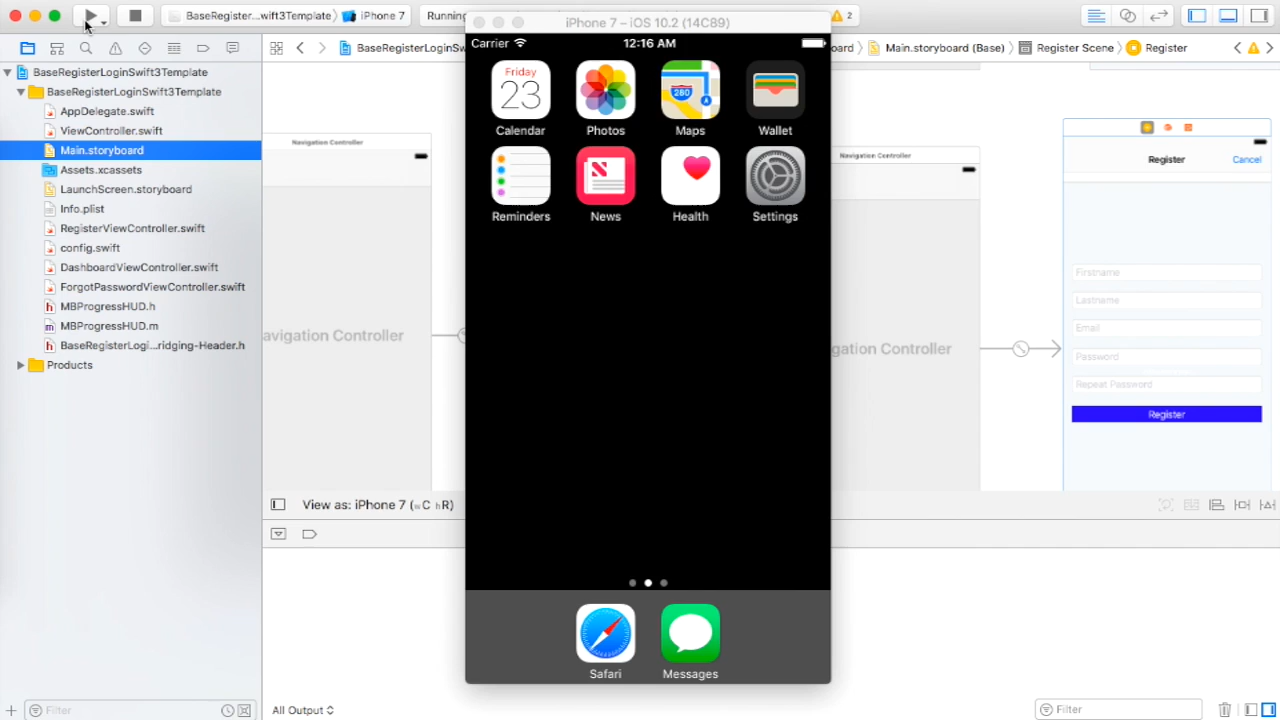 BaseRegister...wift3Template
iPhone 7
Running
2
iPhone 7 – iOS 10.2 (14C89)
BaseRegisterLoginSw
Main.storyboard (Base)
Register Scene
Register
BaseRegisterLoginSwift3Template
BaseRegisterLoginSwift3Template
AppDelegate.swift
ViewController.swift
Main.storyboard
Assets.xcassets
LaunchScreen.storyboard
Info.plist
RegisterViewController.swift
config.swift
DashboardViewController.swift
ForgotPasswordViewController.swift
MBProgressHUD.h
MBProgressHUD.m
BaseRegisterLogi...ridging-Header.h
Products
Filter
Navigation Controller
avigation Controller
View as: iPhone 7 (wC hR)
All Output
Carrier
12:16 AM
Friday
23
280
Calendar
Photos
Maps
Wallet
Reminders
News
Health
Settings
Safari
Messages
Navigation Controller
gation Controller
Register
Cancel
Firstname
Lastname
Email
Password
Repeat Password
Register
Filter